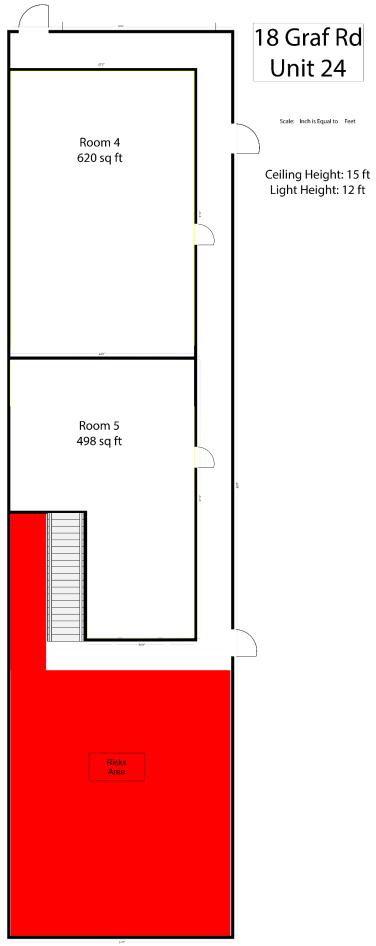 18 Graf Rd
Unit 24
Scale: Inch is Equal to Feet
Ceiling Height: 15 ft
Light Height: 12 ft
Room 4
620 sq ft
Room 5
498 sq ft
Ricks
Area